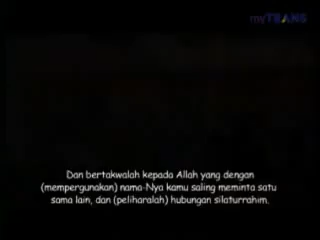 myTRANS
Dan bertakwalah kepada Allah yang dengan
(mempergunakan) nama-Nya kamu saling meminta satu
sama lain, dan (peliharalah) hubungan silaturrahim.